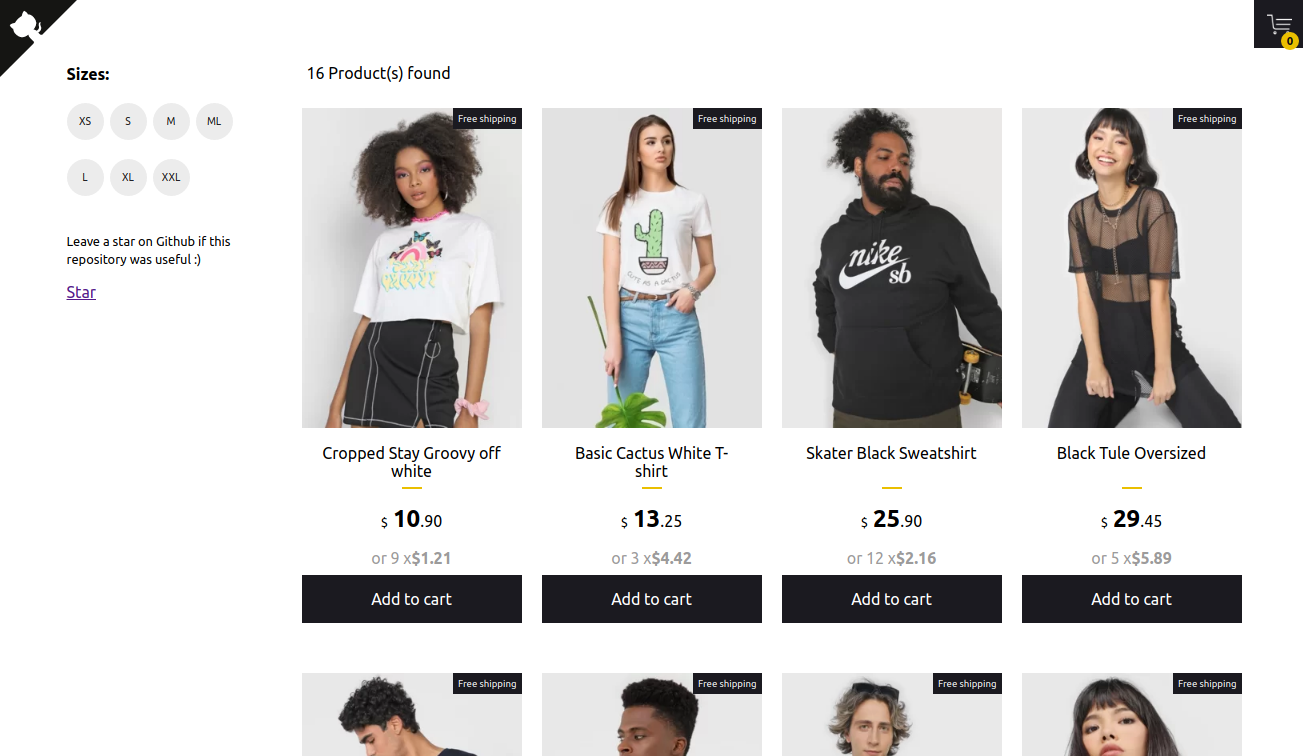 0
Sizes:
XS
S
M
ML
L
XL
XXL
Leave a star on Github if this
repository was useful :)
Star
16 Product(s) found
Free shipping
Cropped Stay Groovy off
white
$ 10.90
or 9 x$1.21
Add to cart
Free shipping
CUTE AS A CACTUS
Basic Cactus White T-
shirt
$ 13.25
or 3 x$4.42
Add to cart
nike
sb
Skater Black Sweatshirt
$ 25.90
or 12 x$2.16
Add to cart
Free shipping
Black Tule Oversized
$ 29.45
or 5 x$5.89
Add to cart
Free shipping
Free shipping
Free shipping
Free shipping